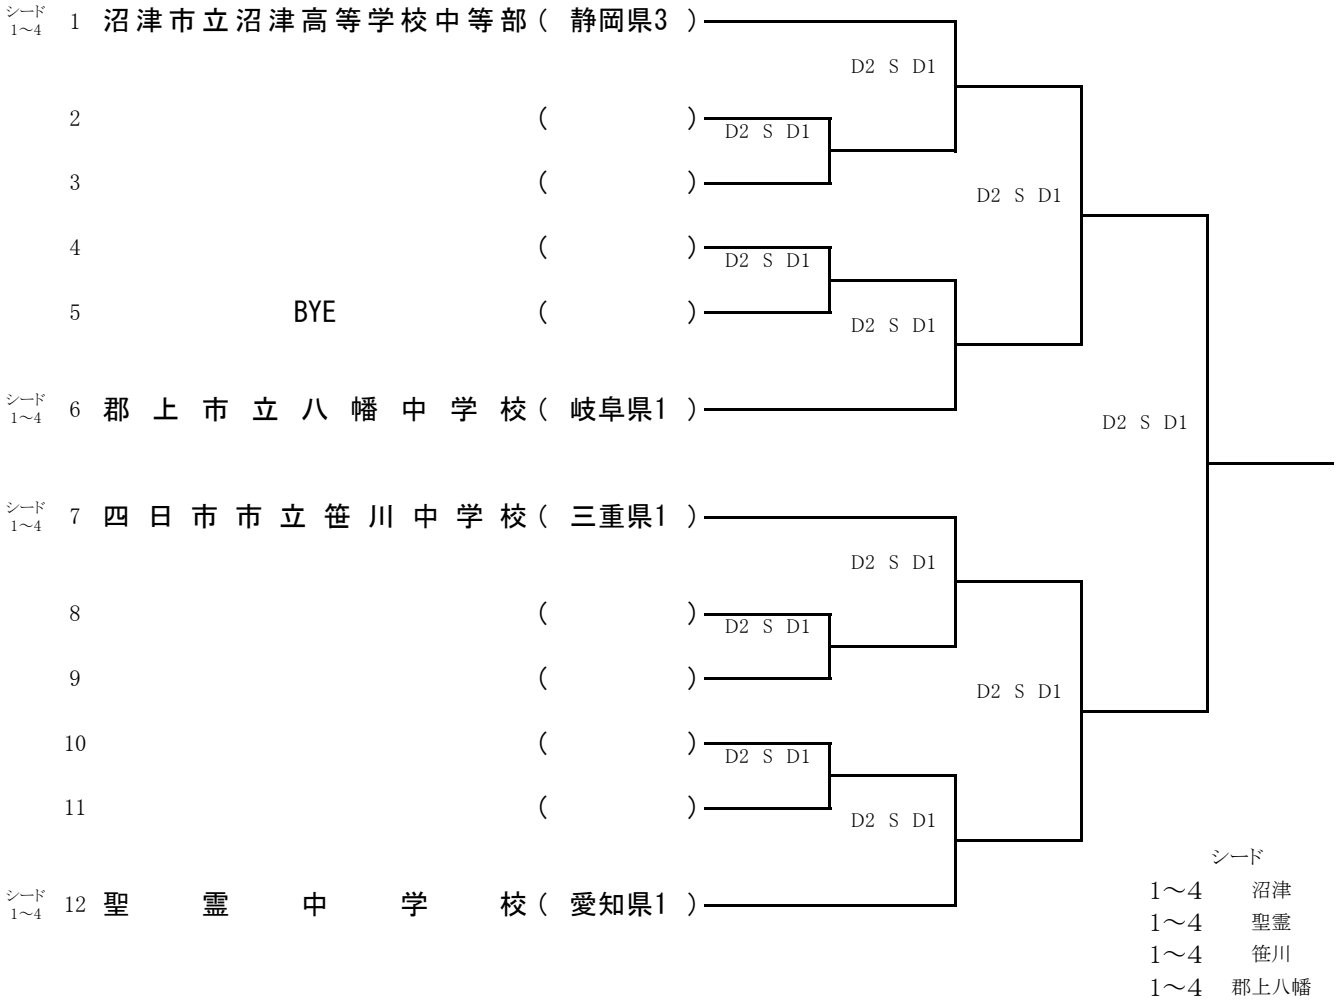 シード
1~4
1 沼津市立沼津高等学校中等部 ( 静岡県3 )
D2 S D1
2 ( )
D2 S D1
3 ( )
D2 S D1
4 ( )
D2 S D1
5 BYE ( )
D2 S D1
シード
1~4
6 郡上市立八幡中学校 ( 岐阜県1 )
D2 S D1
シード
1~4
7 四日市市立笹川中学校 ( 三重県1 )
D2 S D1
8 ( )
D2 S D1
9 ( )
D2 S D1
10 ( )
D2 S D1
11 ( )
D2 S D1
シード
1~4
12 聖霊中学校 ( 愛知県1 )
シード
1~4 沼津
1~4 聖霊
1~4 笹川
1~4 郡上八幡